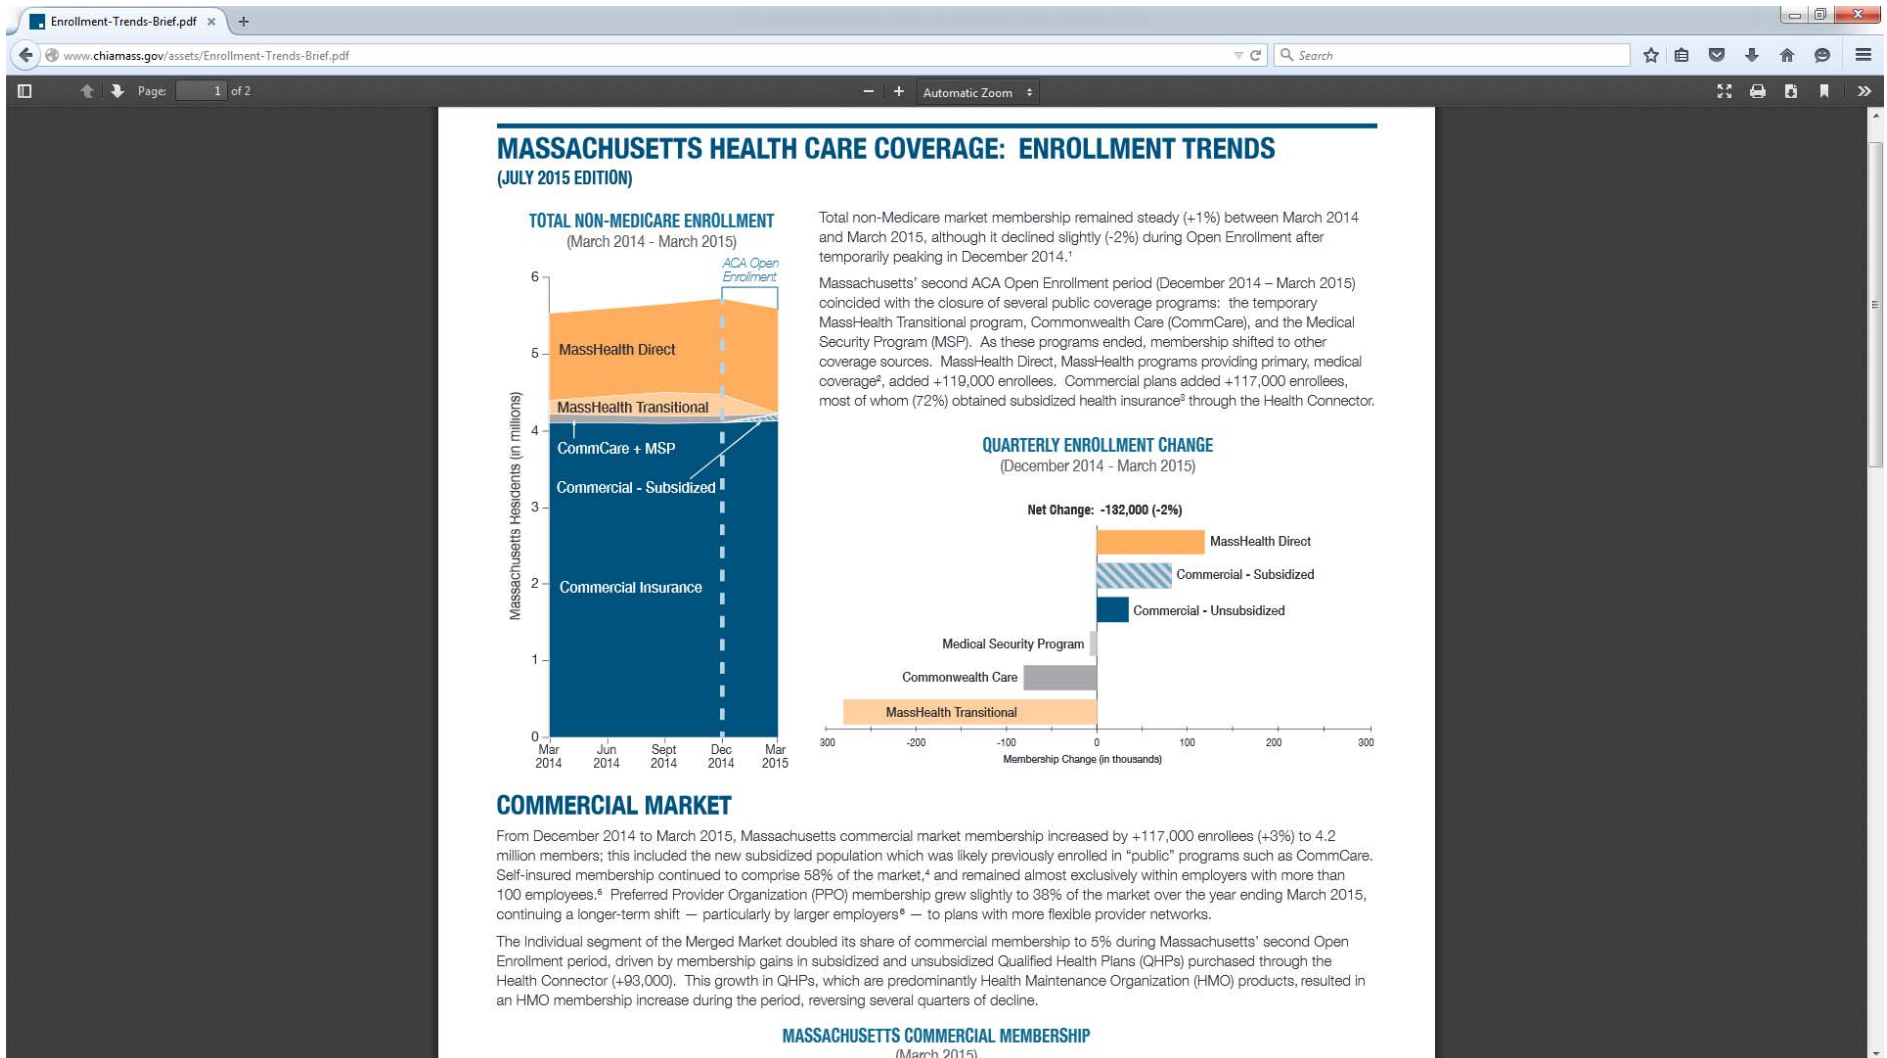 Enrollment-Trends-Brief.pdf
www.chiamass.gov/assets/Enrollment-Trends-Brief.pdf
Search
Page: 1 of 2
Automatic Zoom
MASSACHUSETTS HEALTH CARE COVERAGE: ENROLLMENT TRENDS
(JULY 2015 EDITION)
TOTAL NON-MEDICARE ENROLLMENT
(March 2014 - March 2015)
ACA Open
Enrollment
6
5
4
3
2
1
0
Massachusetts Residents (in millions)
MassHealth Direct
MassHealth Transitional
CommCare + MSP
Commercial - Subsidized
Commercial Insurance
Mar Jun Sept Dec Mar
2014 2014 2014 2014 2015
Total non-Medicare market membership remained steady (+1%) between March 2014
and March 2015, although it declined slightly (-2%) during Open Enrollment after
temporarily peaking in December 2014.¹
Massachusetts' second ACA Open Enrollment period (December 2014 – March 2015)
coincided with the closure of several public coverage programs: the temporary
MassHealth Transitional program, Commonwealth Care (CommCare), and the Medical
Security Program (MSP). As these programs ended, membership shifted to other
coverage sources. MassHealth Direct, MassHealth programs providing primary, medical
coverage², added +119,000 enrollees. Commercial plans added +117,000 enrollees,
most of whom (72%) obtained subsidized health insurance³ through the Health Connector.
QUARTERLY ENROLLMENT CHANGE
(December 2014 - March 2015)
Net Change: -132,000 (-2%)
MassHealth Direct
Commercial - Subsidized
Commercial - Unsubsidized
Medical Security Program
Commonwealth Care
MassHealth Transitional
300 -200 -100 0 100 200 300
Membership Change (in thousands)
COMMERCIAL MARKET
From December 2014 to March 2015, Massachusetts commercial market membership increased by +117,000 enrollees (+3%) to 4.2
million members; this included the new subsidized population which was likely previously enrolled in "public" programs such as CommCare.
Self-insured membership continued to comprise 58% of the market,⁴ and remained almost exclusively within employers with more than
100 employees.⁵ Preferred Provider Organization (PPO) membership grew slightly to 38% of the market over the year ending March 2015,
continuing a longer-term shift — particularly by larger employers⁶ — to plans with more flexible provider networks.
The Individual segment of the Merged Market doubled its share of commercial membership to 5% during Massachusetts' second Open
Enrollment period, driven by membership gains in subsidized and unsubsidized Qualified Health Plans (QHPs) purchased through the
Health Connector (+93,000). This growth in QHPs, which are predominantly Health Maintenance Organization (HMO) products, resulted in
an HMO membership increase during the period, reversing several quarters of decline.
MASSACHUSETTS COMMERCIAL MEMBERSHIP
(March 2015)